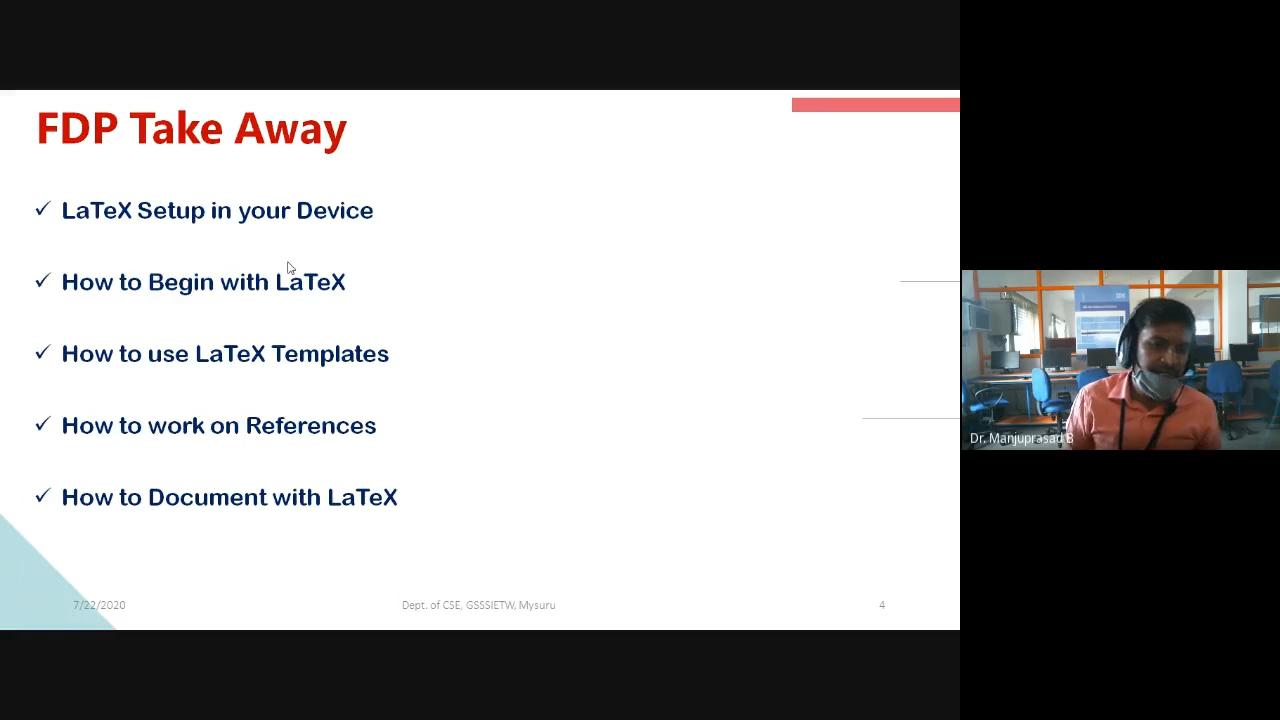 FDP Take Away
✓ LaTeX Setup in your Device
✓ How to Begin with LaTeX
✓ How to use LaTeX Templates
✓ How to work on References
✓ How to Document with LaTeX
7/22/2020
Dept. of CSE, GSSSIETW, Mysuru
4
Dr. Manjuprasad B